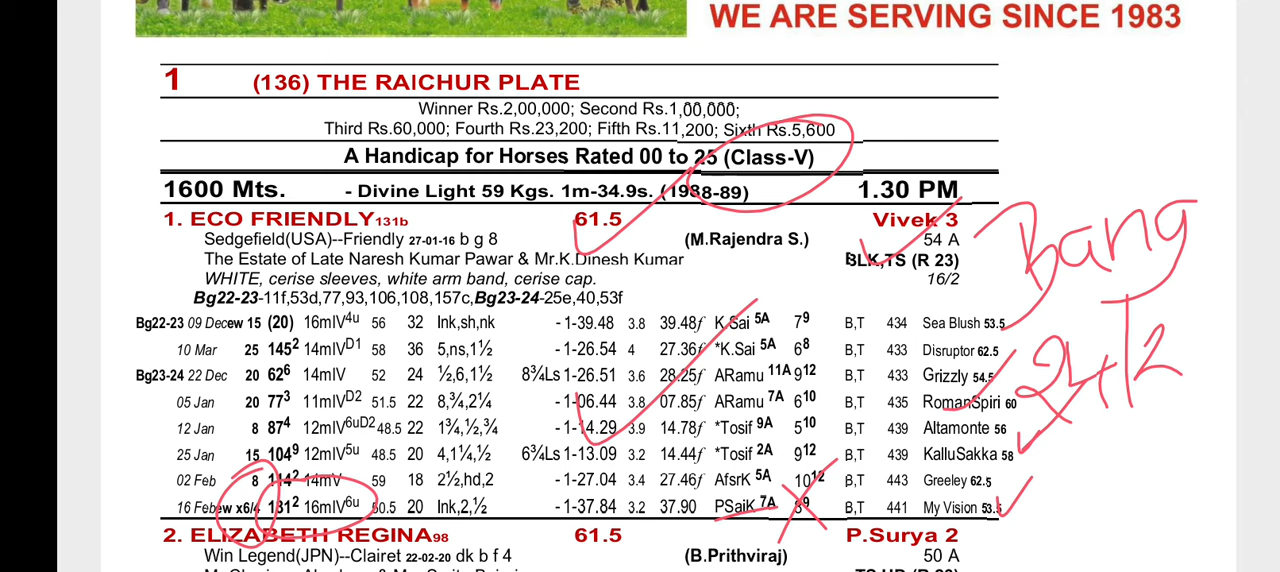 WE ARE SERVING SINCE 1983
1 (136) THE RAICHUR PLATE
Winner Rs.2,00,000; Second Rs.1,00,000;
Third Rs.60,000; Fourth Rs.23,200; Fifth Rs.11,200; Sixth Rs.5,600
A Handicap for Horses Rated 00 to 25 (Class-V)
1600 Mts. - Divine Light 59 Kgs. 1m-34.9s. (1988-89) 1.30 PM
1. ECO FRIENDLY131b 61.5 Vivek 3
Sedgefield(USA)--Friendly 27-01-16 b g 8 (M.Rajendra S.) 54 A
The Estate of Late Naresh Kumar Pawar & Mr.K.Dinesh Kumar BLK,TS (R 23)
WHITE, cerise sleeves, white arm band, cerise cap. 16/2
Bg22-23-11f,53d,77,93,106,108,157c,Bg23-24-25e,40,53f
Bang
24/2
Bg22-23 09 Decew 15 (20) 16mIV4u 56 32 lnk,sh,nk -1-39.48 3.8 39.48f K.Sai 5A 79 B,T 434 Sea Blush 53.5
10 Mar 25 1452 14mIVD1 58 36 5,ns,1½ -1-26.54 4 27.36f *K.Sai 5A 68 B,T 433 Disruptor 62.5
Bg23-24 22 Dec 20 626 14mIV 52 24 ½,6,1½ 8¾Ls 1-26.51 3.6 28.25f ARamu 11A 912 B,T 433 Grizzly 54.5
05 Jan 20 773 11mIVD2 51.5 22 8,¾,2¼ -1-06.44 3.8 07.85f ARamu 7A 610 B,T 435 RomanSpiri 60
12 Jan 8 874 12mIV6uD2 48.5 22 1¾,½,¾ -1-14.29 3.9 14.78f *Tosif 9A 510 B,T 439 Altamonte 56
25 Jan 15 1049 12mIV5u 48.5 20 4,1¼,½ 6¾Ls 1-13.09 3.2 14.44f *Tosif 2A 912 B,T 439 KalluSakka 58
02 Feb 8 1142 14mV 59 18 2½,hd,2 -1-27.04 3.4 27.46f AfsrK 5A 1012 B,T 443 Greeley 62.5
16 Febew x6/4 1312 16mIV6u 50.5 20 lnk,2,½ -1-37.84 3.2 37.90 PSaiK 7A 89 B,T 441 My Vision 53.5
2. ELIZABETH REGINA98 61.5 P.Surya 2
Win Legend(JPN)--Clairet 22-02-20 dk b f 4 (B.Prithviraj) 50 A